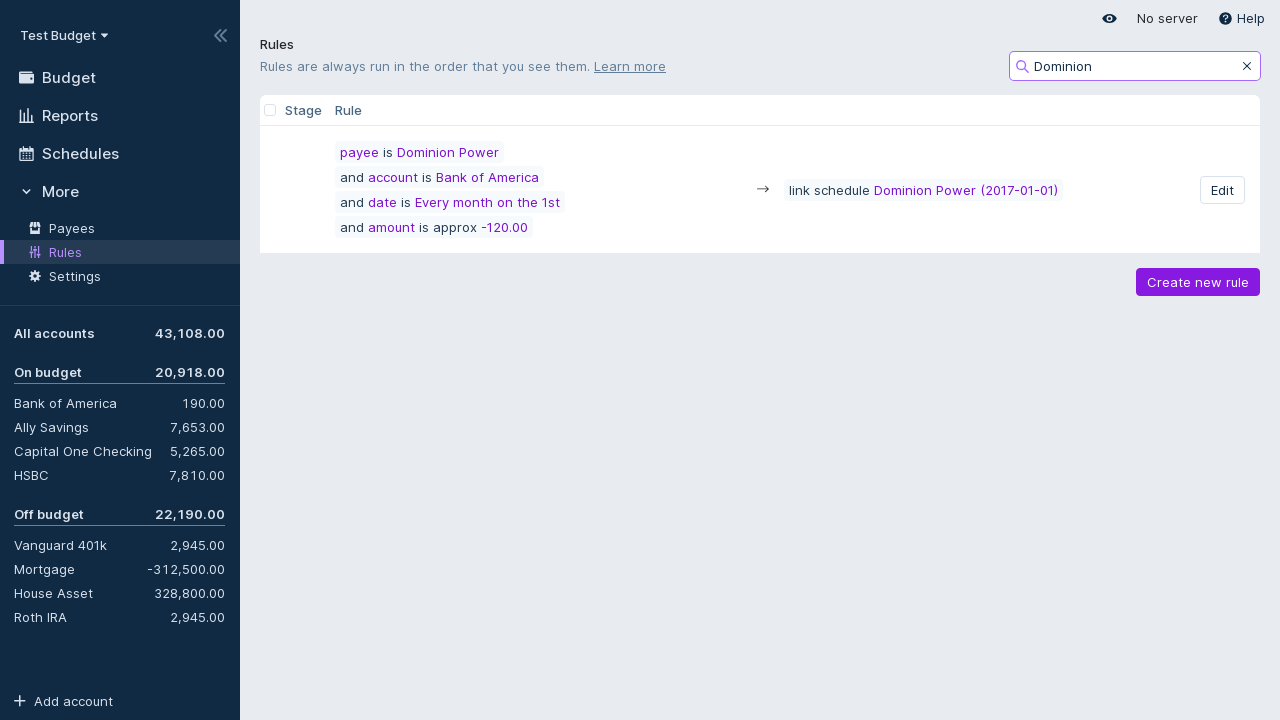 Test Budget
Budget
Reports
Schedules
More
Payees
Rules
Settings
All accounts 43,108.00
On budget 20,918.00
Bank of America 190.00
Ally Savings 7,653.00
Capital One Checking 5,265.00
HSBC 7,810.00
Off budget 22,190.00
Vanguard 401k 2,945.00
Mortgage -312,500.00
House Asset 328,800.00
Roth IRA 2,945.00
Add account
No server Help
Rules
Rules are always run in the order that you see them. Learn more
Dominion
Stage Rule
payee is Dominion Power
and account is Bank of America
and date is Every month on the 1st
and amount is approx -120.00
→ link schedule Dominion Power (2017-01-01)
Edit
Create new rule